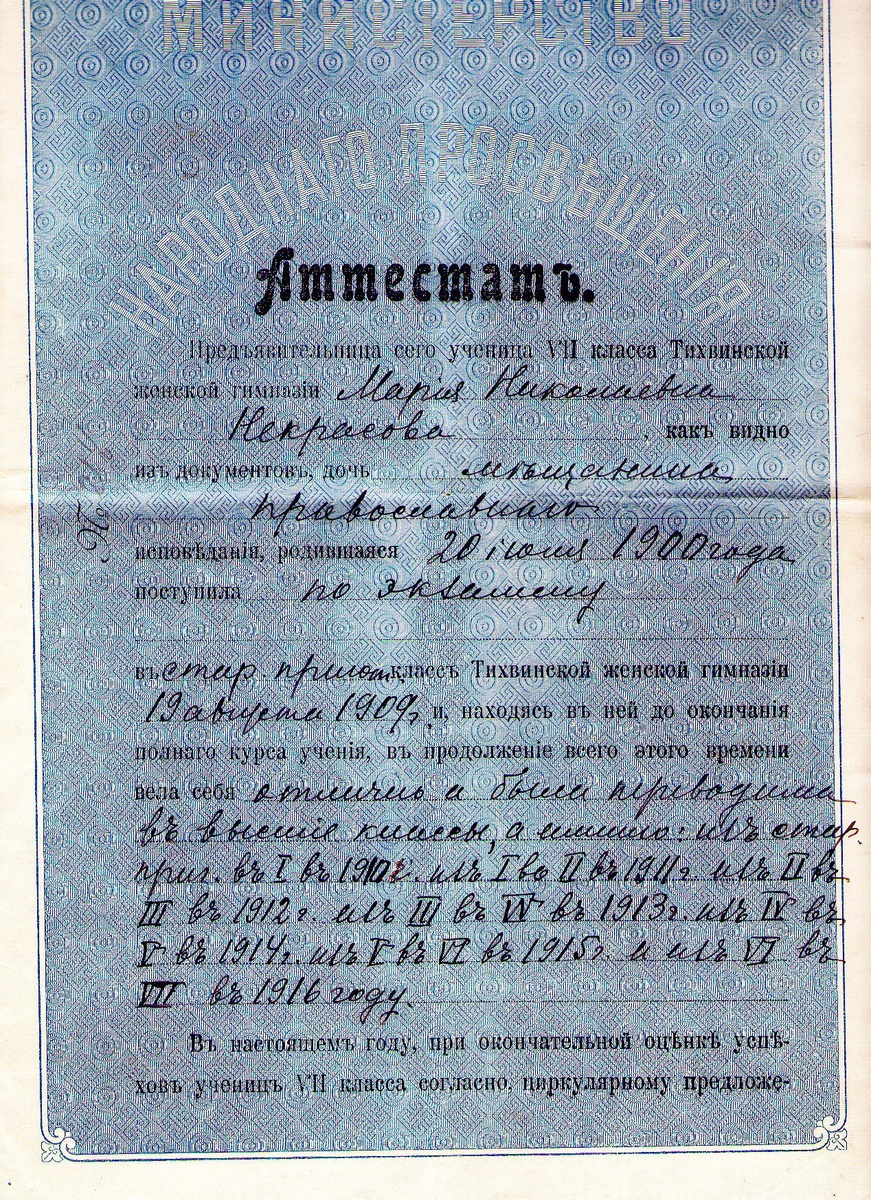 МИНИСТЕРСТВО
НАРОДНАГО ПРОСВѢЩЕНІЯ
Аттестатъ.
Предъявительница сего ученица VII класса Тихвинской
женской гимназіи Марія Николаевна
Некрасова, какъ видно
изъ документовъ, дочь мѣщанина
православнаго
исповѣданія, родившаяся 20 іюля 1900 года
поступила по экзамену
въ стар. пригот. классъ Тихвинской женской гимназіи
19 августа 1909 г. и, находясь въ ней до окончанія
полнаго курса ученія, въ продолженіе всего этого времени
вела себя отлично и была переводима
въ высшіе классы, а именно: изъ стар.
приг. въ I въ 1910 г. изъ I во II въ 1911 г. изъ II въ
III въ 1912 г. изъ III въ IV въ 1913 г. изъ IV въ
V въ 1914 г. изъ V въ VI въ 1915 г. и изъ VI въ
VII въ 1916 году.
Въ настоящемъ году, при окончательной оцѣнкѣ успѣ-
ховъ ученицъ VII класса согласно, циркулярному предложе-
№